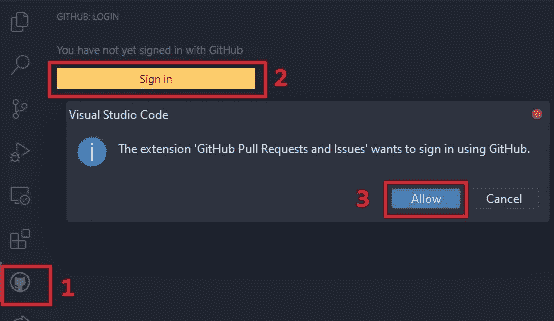 GITHUB: LOGIN
You have not yet signed in with GitHub
Sign in
2
Visual Studio Code
The extension 'GitHub Pull Requests and Issues' wants to sign in using GitHub.
3
Allow
Cancel
1